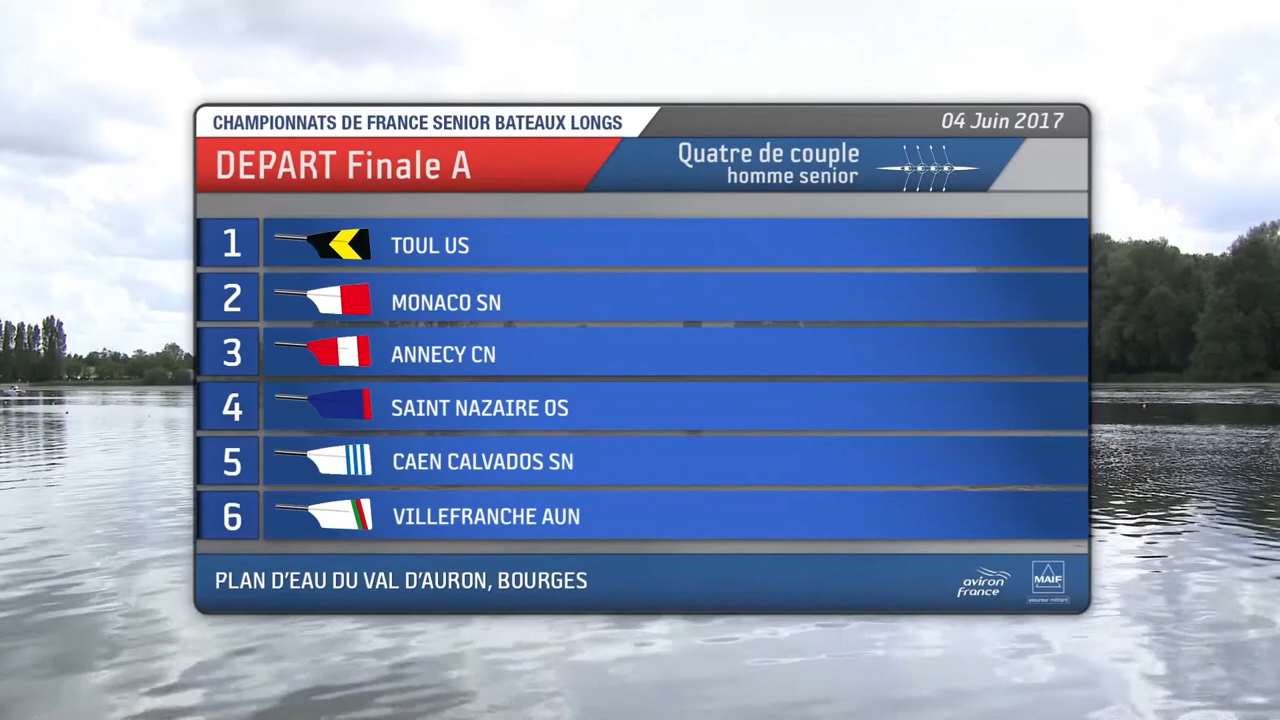 CHAMPIONNATS DE FRANCE SENIOR BATEAUX LONGS
04 Juin 2017
DEPART Finale A
Quatre de couple
homme senior
1 TOUL US
2 MONACO SN
3 ANNECY CN
4 SAINT NAZAIRE OS
5 CAEN CALVADOS SN
6 VILLEFRANCHE AUN
PLAN D'EAU DU VAL D'AURON, BOURGES
aviron
france
MAIF
assureur militant